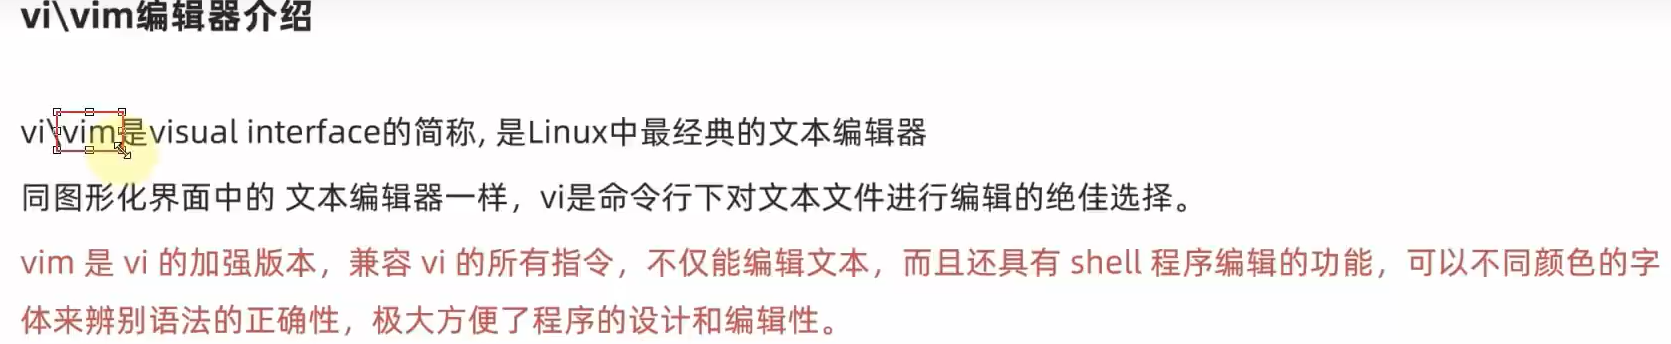 vi\vim编辑器介绍
vi\vim是visual interface的简称, 是Linux中最经典的文本编辑器
同图形化界面中的 文本编辑器一样，vi是命令行下对文本文件进行编辑的绝佳选择。
vim 是 vi 的加强版本，兼容 vi 的所有指令，不仅能编辑文本，而且还具有 shell 程序编辑的功能，可以不同颜色的字
体来辨别语法的正确性，极大方便了程序的设计和编辑性。